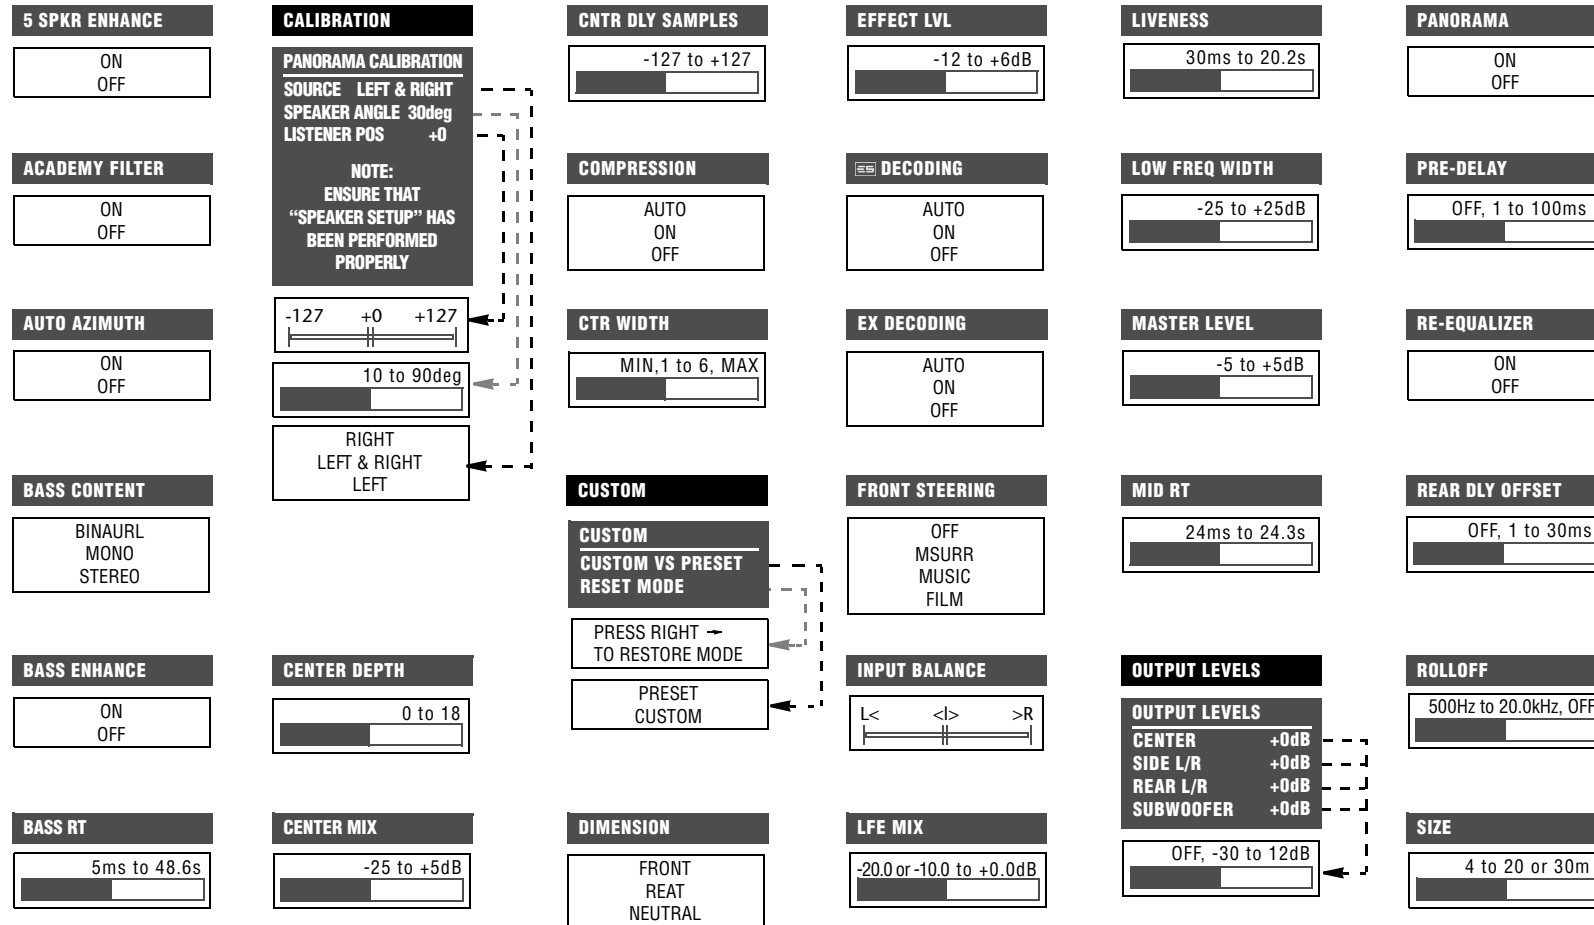 5 SPKR ENHANCE
ON
OFF
ACADEMY FILTER
ON
OFF
AUTO AZIMUTH
ON
OFF
BASS CONTENT
BINAURL
MONO
STEREO
BASS ENHANCE
ON
OFF
BASS RT
5ms to 48.6s
CALIBRATION
PANORAMA CALIBRATION
SOURCE LEFT & RIGHT
SPEAKER ANGLE 30deg
LISTENER POS +0
NOTE:
ENSURE THAT
“SPEAKER SETUP” HAS
BEEN PERFORMED
PROPERLY
-127 +0 +127
10 to 90deg
RIGHT
LEFT & RIGHT
LEFT
CENTER DEPTH
0 to 18
CENTER MIX
-25 to +5dB
CNTR DLY SAMPLES
-127 to +127
COMPRESSION
AUTO
ON
OFF
CTR WIDTH
MIN,1 to 6, MAX
CUSTOM
CUSTOM
CUSTOM VS PRESET
RESET MODE
PRESS RIGHT
TO RESTORE MODE
PRESET
CUSTOM
DIMENSION
FRONT
REAT
NEUTRAL
EFFECT LVL
-12 to +6dB
ES DECODING
AUTO
ON
OFF
EX DECODING
AUTO
ON
OFF
FRONT STEERING
OFF
MSURR
MUSIC
FILM
INPUT BALANCE
L< <I> >R
LFE MIX
-20.0 or -10.0 to +0.0dB
LIVENESS
30ms to 20.2s
LOW FREQ WIDTH
-25 to +25dB
MASTER LEVEL
-5 to +5dB
MID RT
24ms to 24.3s
OUTPUT LEVELS
OUTPUT LEVELS
CENTER +0dB
SIDE L/R +0dB
REAR L/R +0dB
SUBWOOFER +0dB
OFF, -30 to 12dB
PANORAMA
ON
OFF
PRE-DELAY
OFF, 1 to 100ms
RE-EQUALIZER
ON
OFF
REAR DLY OFFSET
OFF, 1 to 30ms
ROLLOFF
500Hz to 20.0kHz, OFF
SIZE
4 to 20 or 30m